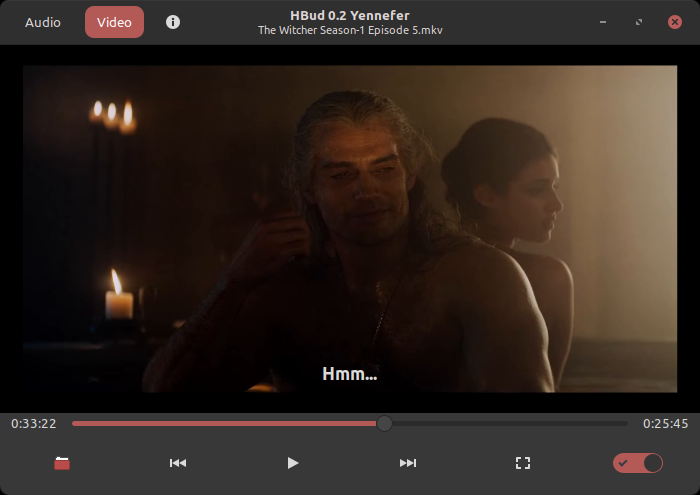 Audio
Video
HBud 0.2 Yennefer
The Witcher Season-1 Episode 5.mkv
Hmm...
0:33:22
0:25:45